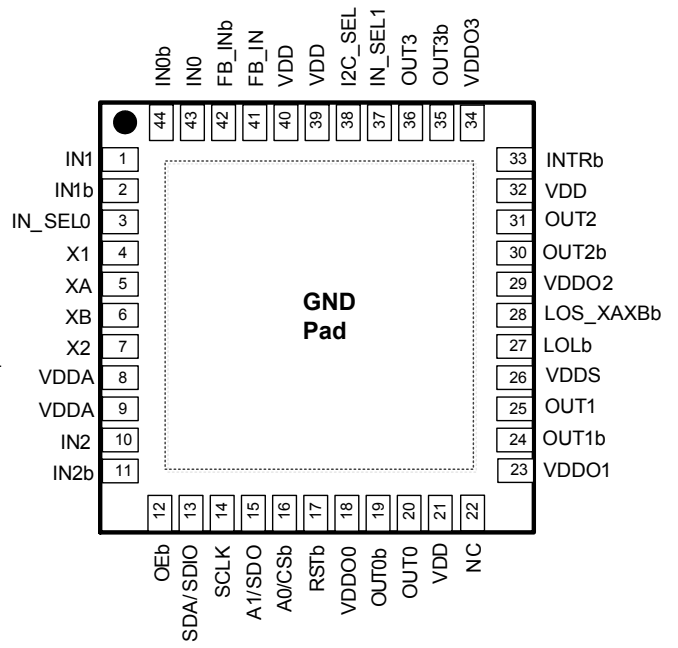 IN0b
IN0
FB_INb
FB_IN
VDD
VDD
I2C_SEL
IN_SEL1
OUT3
OUT3b
VDDO3
44
43
42
41
40
39
38
37
36
35
34
IN1 1
IN1b 2
IN_SEL0 3
X1 4
XA 5
XB 6
X2 7
VDDA 8
VDDA 9
IN2 10
IN2b 11
GND
Pad
33 INTRb
32 VDD
31 OUT2
30 OUT2b
29 VDDO2
28 LOS_XAXBb
27 LOLb
26 VDDS
25 OUT1
24 OUT1b
23 VDDO1
12
13
14
15
16
17
18
19
20
21
22
OEb
SDA/SDIO
SCLK
A1/SDO
A0/CSb
RSTb
VDDO0
OUT0b
OUT0
VDD
NC